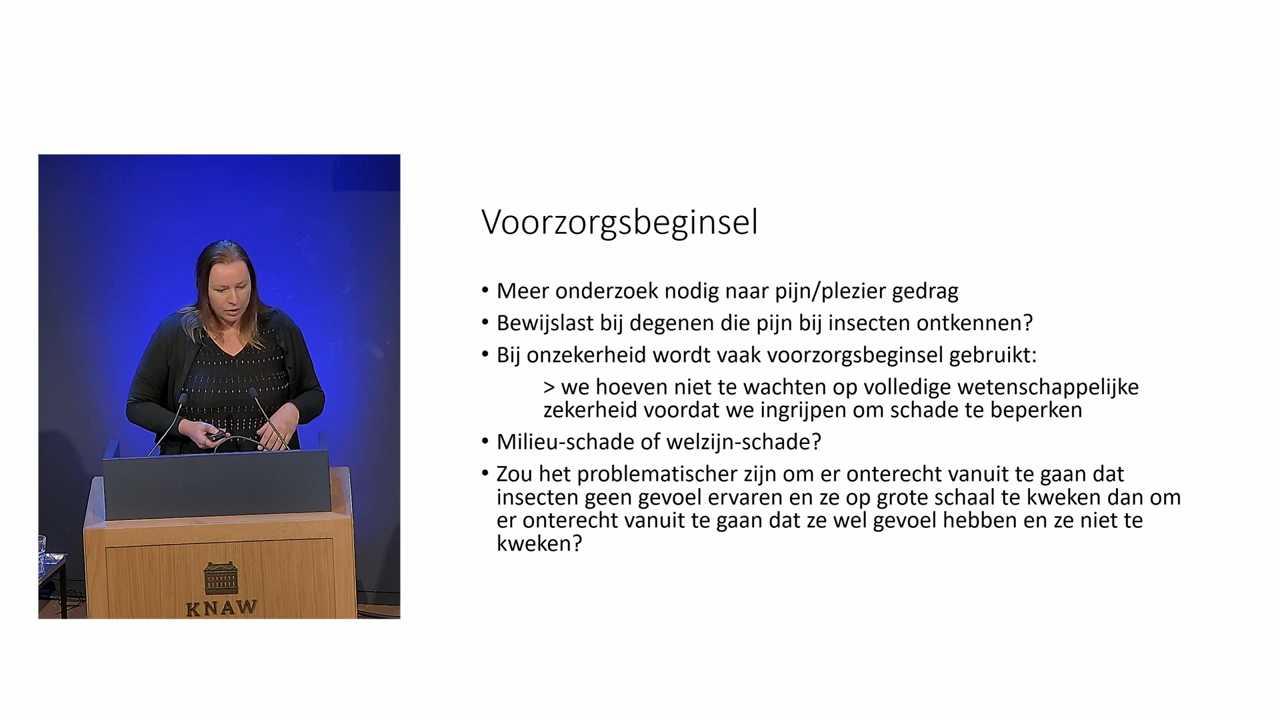 Voorzorgsbeginsel
• Meer onderzoek nodig naar pijn/plezier gedrag
• Bewijslast bij degenen die pijn bij insecten ontkennen?
• Bij onzekerheid wordt vaak voorzorgsbeginsel gebruikt:
> we hoeven niet te wachten op volledige wetenschappelijke
zekerheid voordat we ingrijpen om schade te beperken
• Milieu-schade of welzijn-schade?
• Zou het problematischer zijn om er onterecht vanuit te gaan dat
insecten geen gevoel ervaren en ze op grote schaal te kweken dan om
er onterecht vanuit te gaan dat ze wel gevoel hebben en ze niet te
kweken?
KNAW